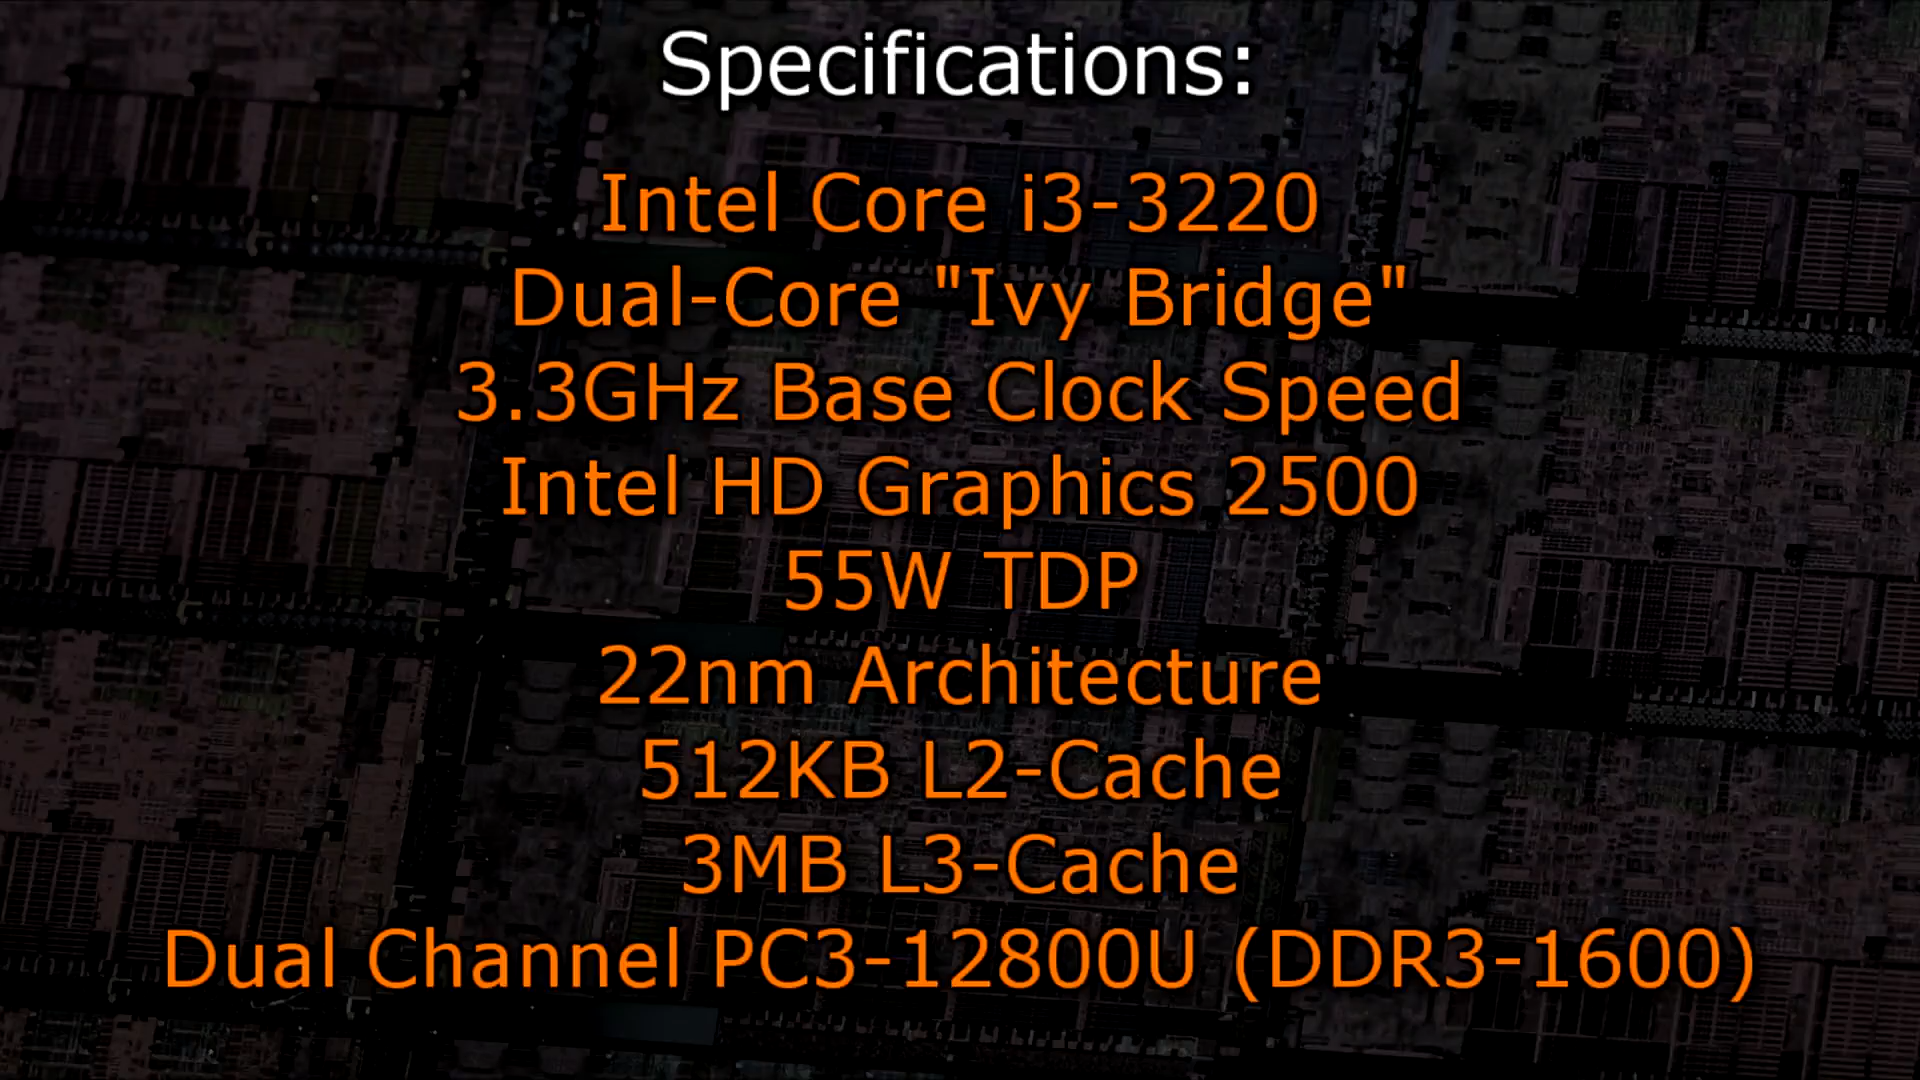 Specifications:
Intel Core i3-3220
Dual-Core "Ivy Bridge"
3.3GHz Base Clock Speed
Intel HD Graphics 2500
55W TDP
22nm Architecture
512KB L2-Cache
3MB L3-Cache
Dual Channel PC3-12800U (DDR3-1600)